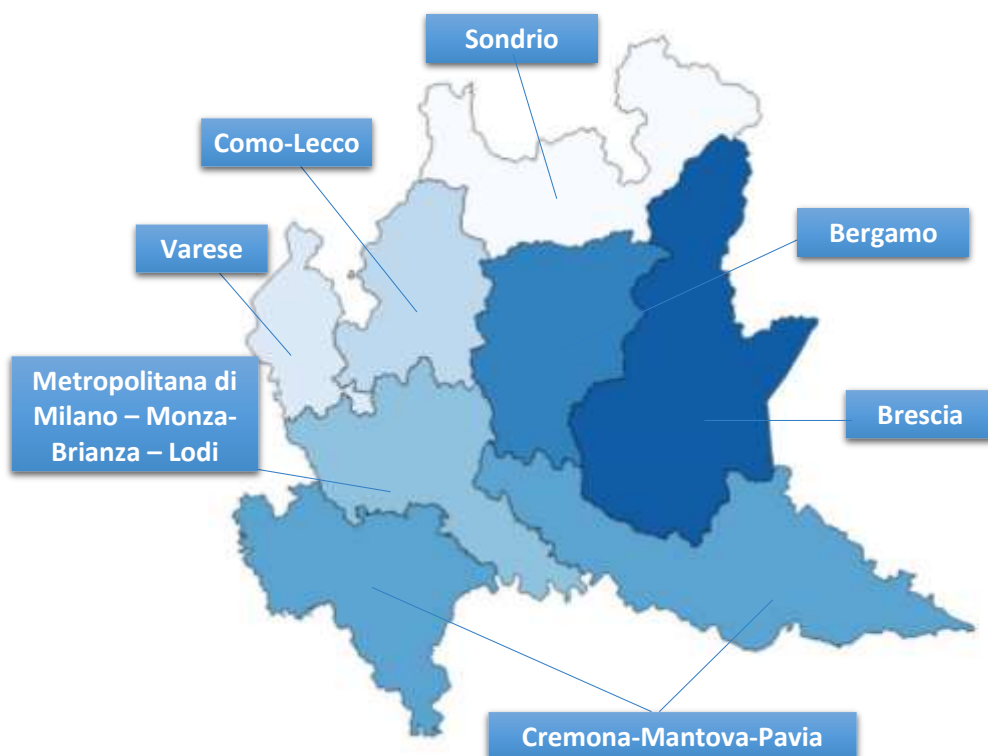 Sondrio
Como-Lecco
Varese
Bergamo
Metropolitana di
Milano – Monza-
Brianza – Lodi
Brescia
Cremona-Mantova-Pavia